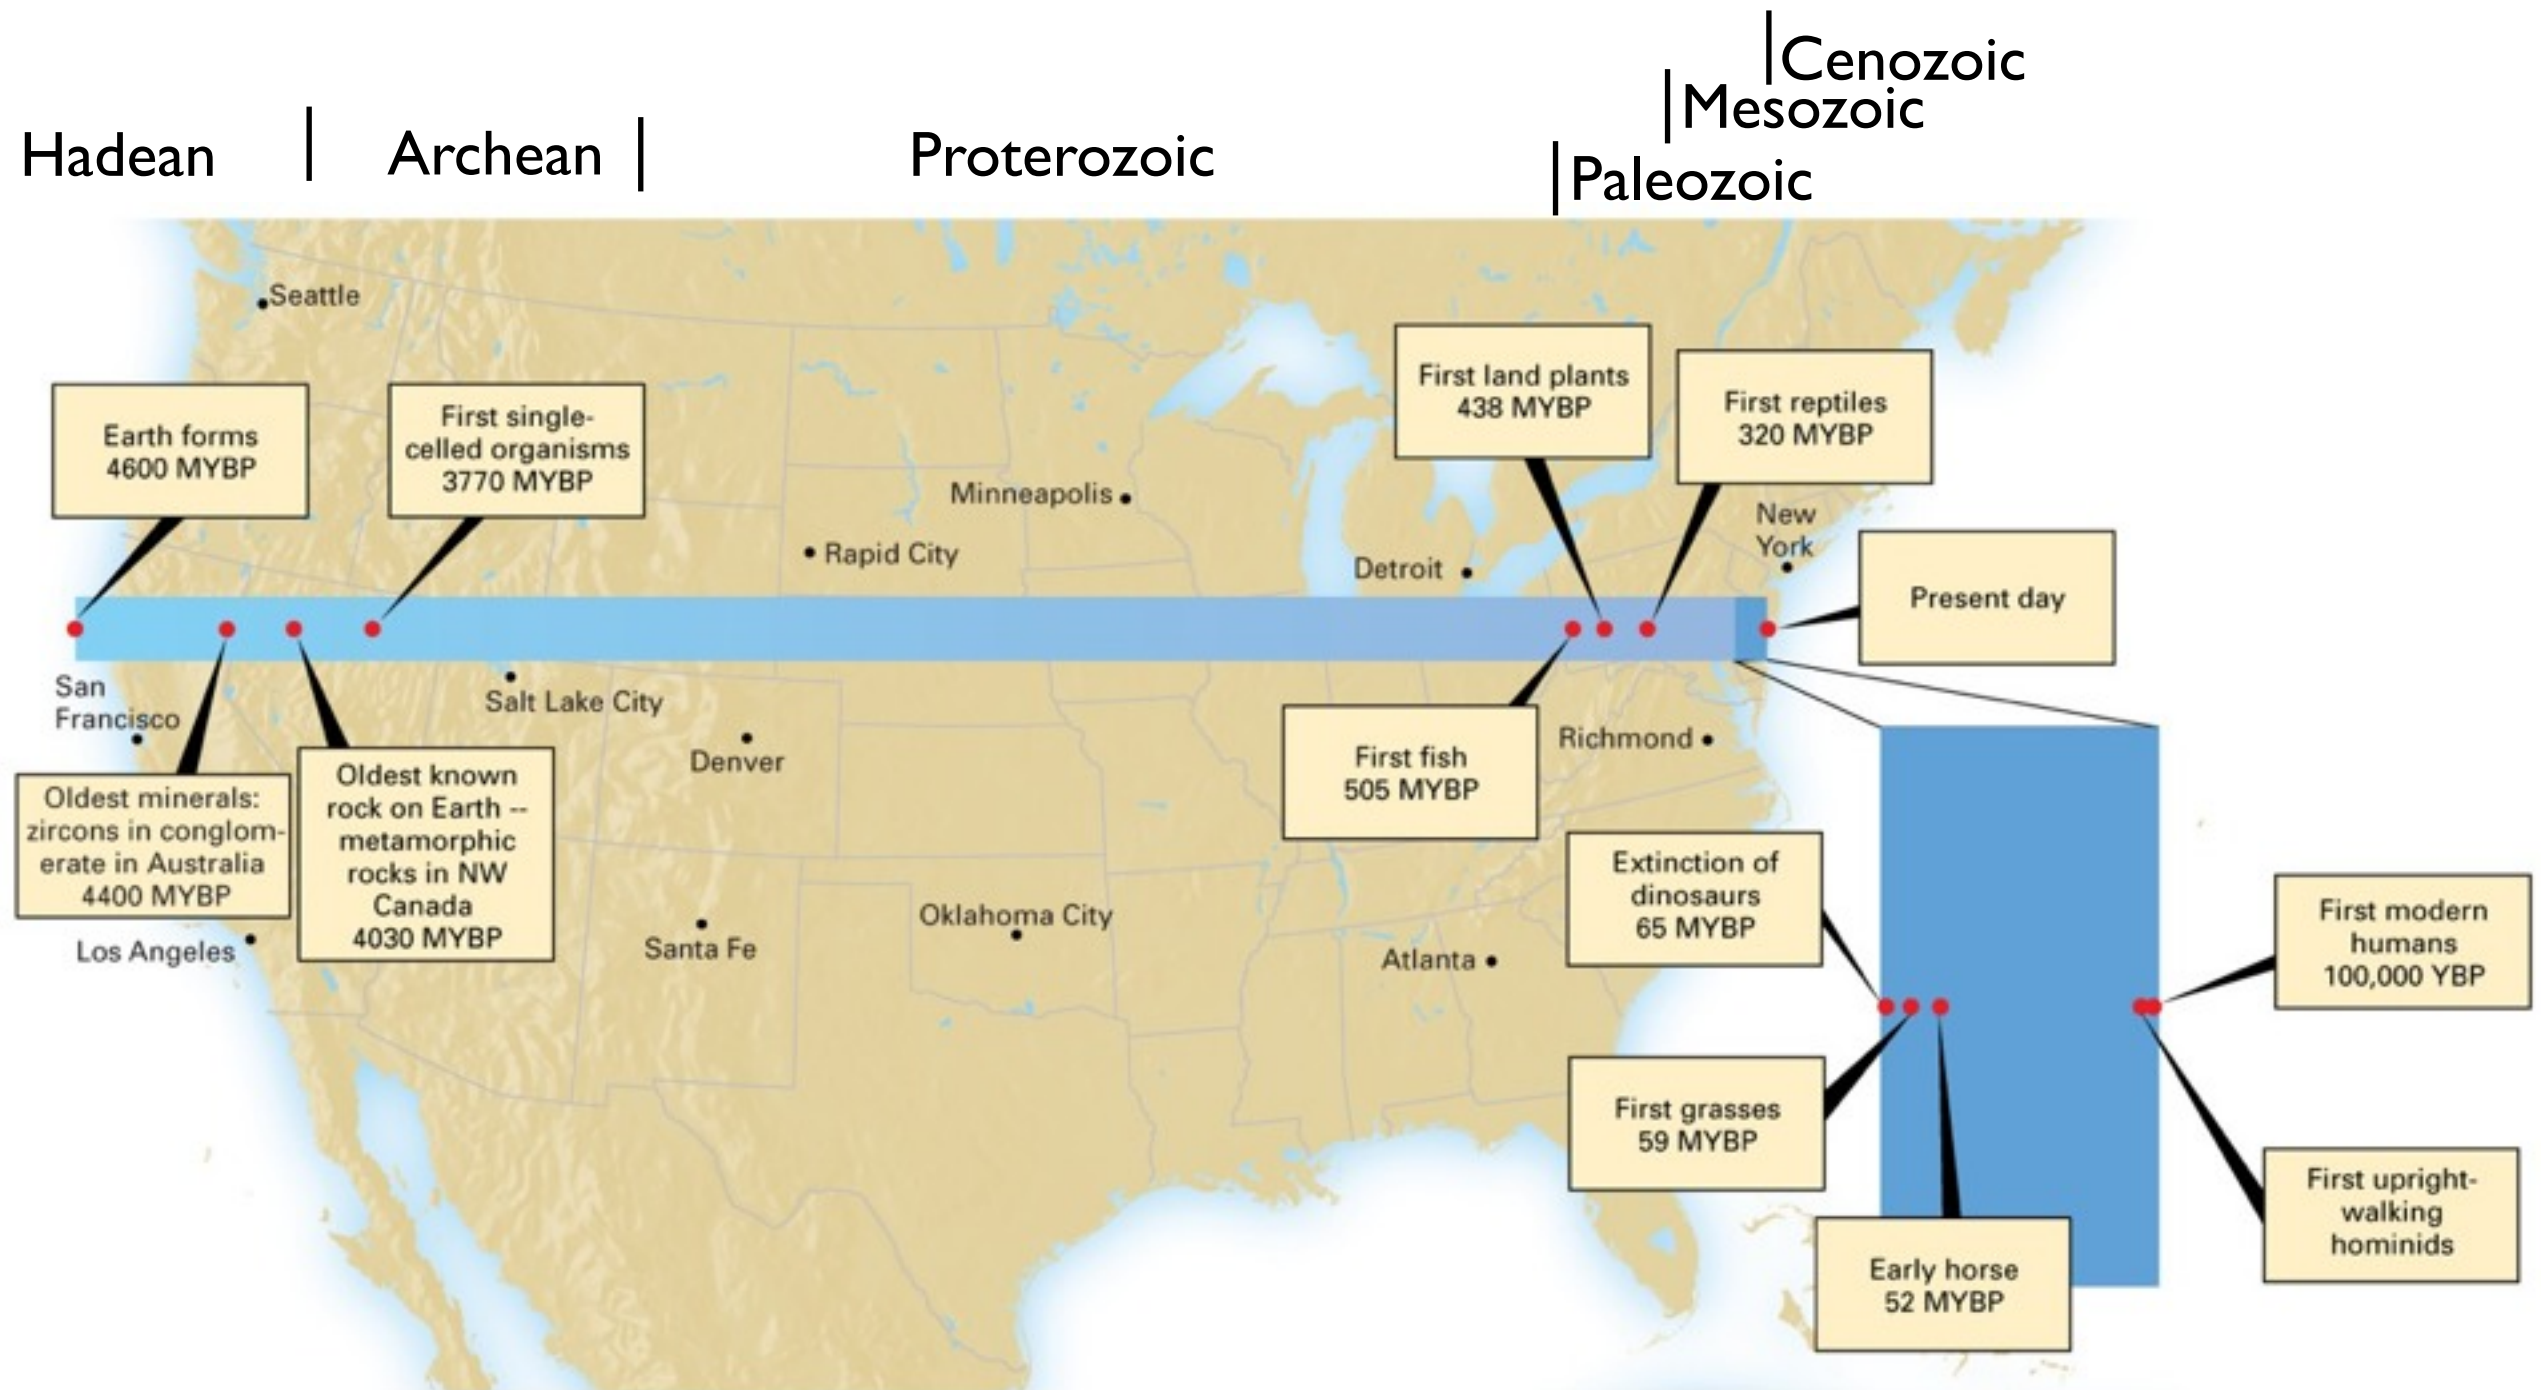 Cenozoic
Mesozoic
Hadean
Archean
Proterozoic
Paleozoic
Seattle
Earth forms
4600 MYBP
First single-
celled organisms
3770 MYBP
First land plants
438 MYBP
First reptiles
320 MYBP
Minneapolis
Rapid City
Detroit
New
York
Present day
San
Francisco
Salt Lake City
Denver
Richmond
First fish
505 MYBP
Oldest minerals:
zircons in conglom-
erate in Australia
4400 MYBP
Oldest known
rock on Earth --
metamorphic
rocks in NW
Canada
4030 MYBP
Los Angeles
Santa Fe
Oklahoma City
Atlanta
Extinction of
dinosaurs
65 MYBP
First modern
humans
100,000 YBP
First grasses
59 MYBP
Early horse
52 MYBP
First upright-
walking
hominids